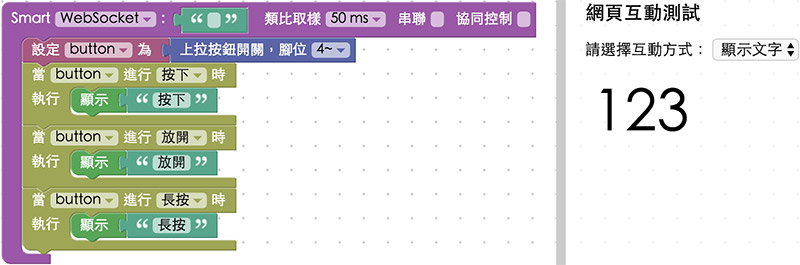 Smart WebSocket : “ ” 類比取樣 50 ms 串聯 協同控制
設定 button 為 上拉按鈕開關，腳位 4~
當 button 進行 按下 時
執行 顯示 “ 按下 ”
當 button 進行 放開 時
執行 顯示 “ 放開 ”
當 button 進行 長按 時
執行 顯示 “ 長按 ”
網頁互動測試
請選擇互動方式： 顯示文字
123